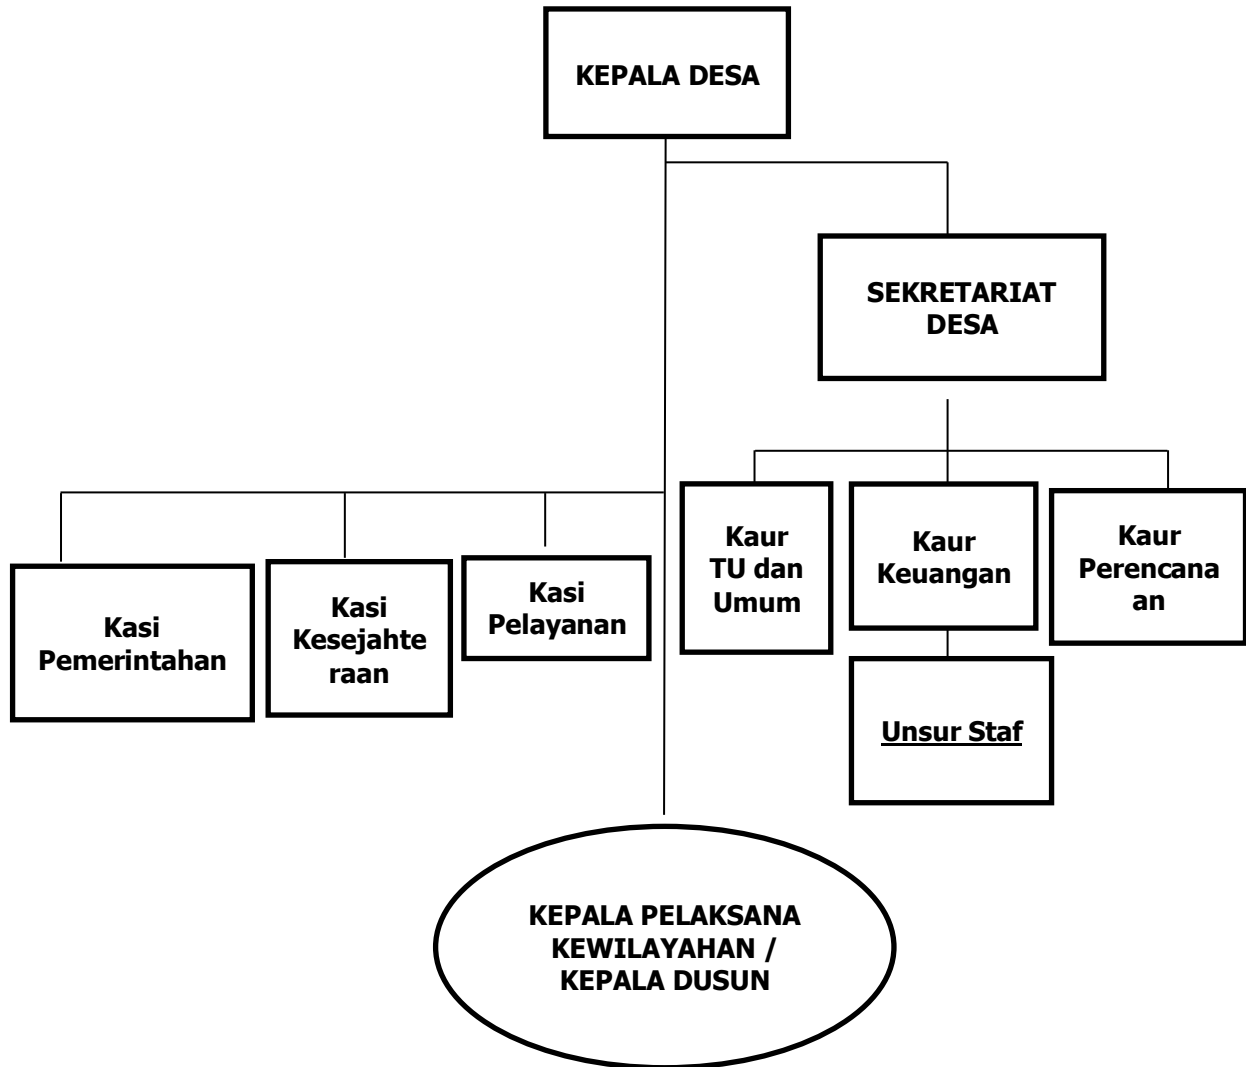 KEPALA DESA
SEKRETARIAT
DESA
Kasi
Pemerintahan
Kasi
Kesejahte
raan
Kasi
Pelayanan
Kaur
TU dan
Umum
Kaur
Keuangan
Kaur
Perencana
an
Unsur Staf
KEPALA PELAKSANA
KEWILAYAHAN /
KEPALA DUSUN